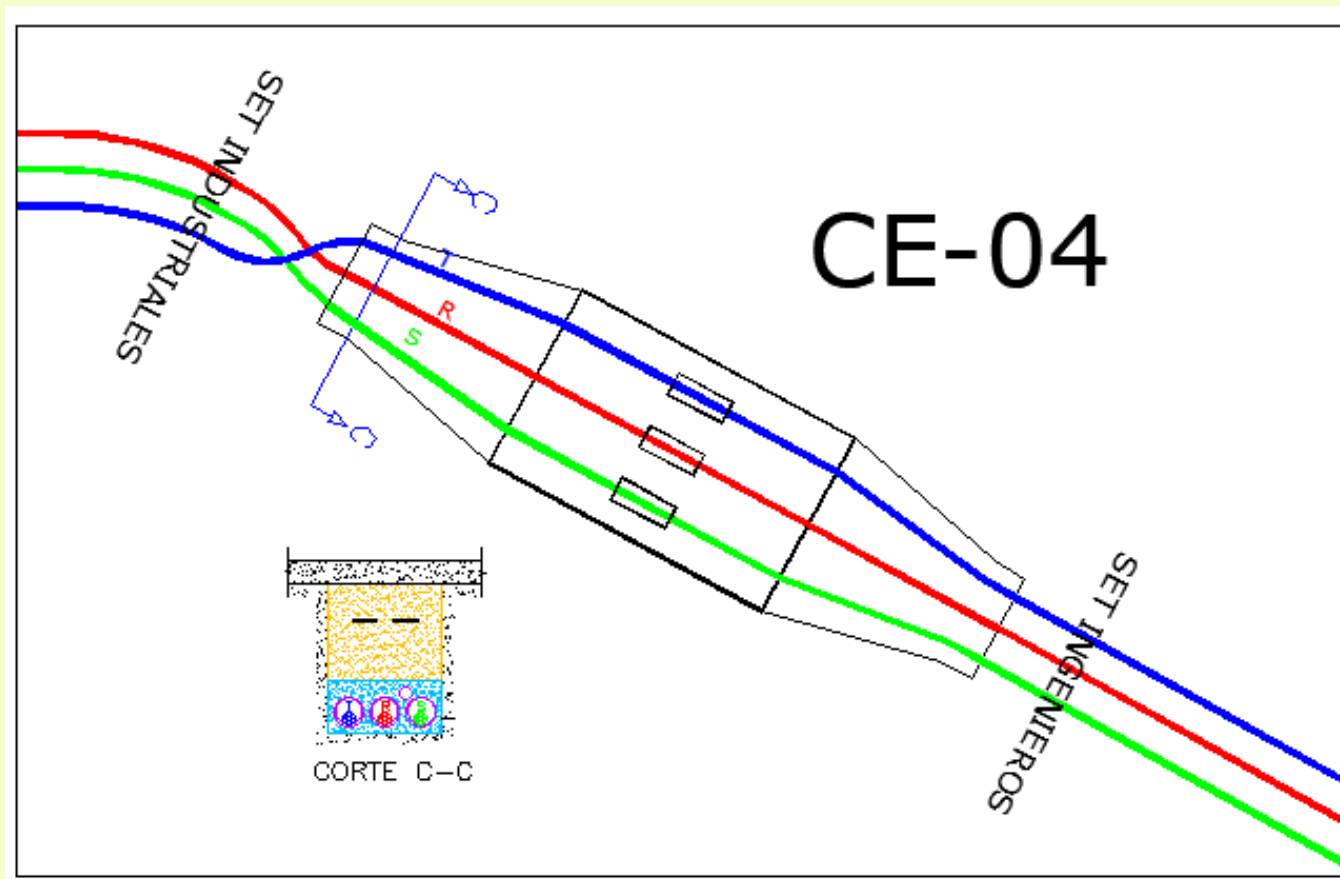 SET INDUSTRIALES
C
CE-04
T
R
S
C
SET INGENIEROS
CORTE C-C